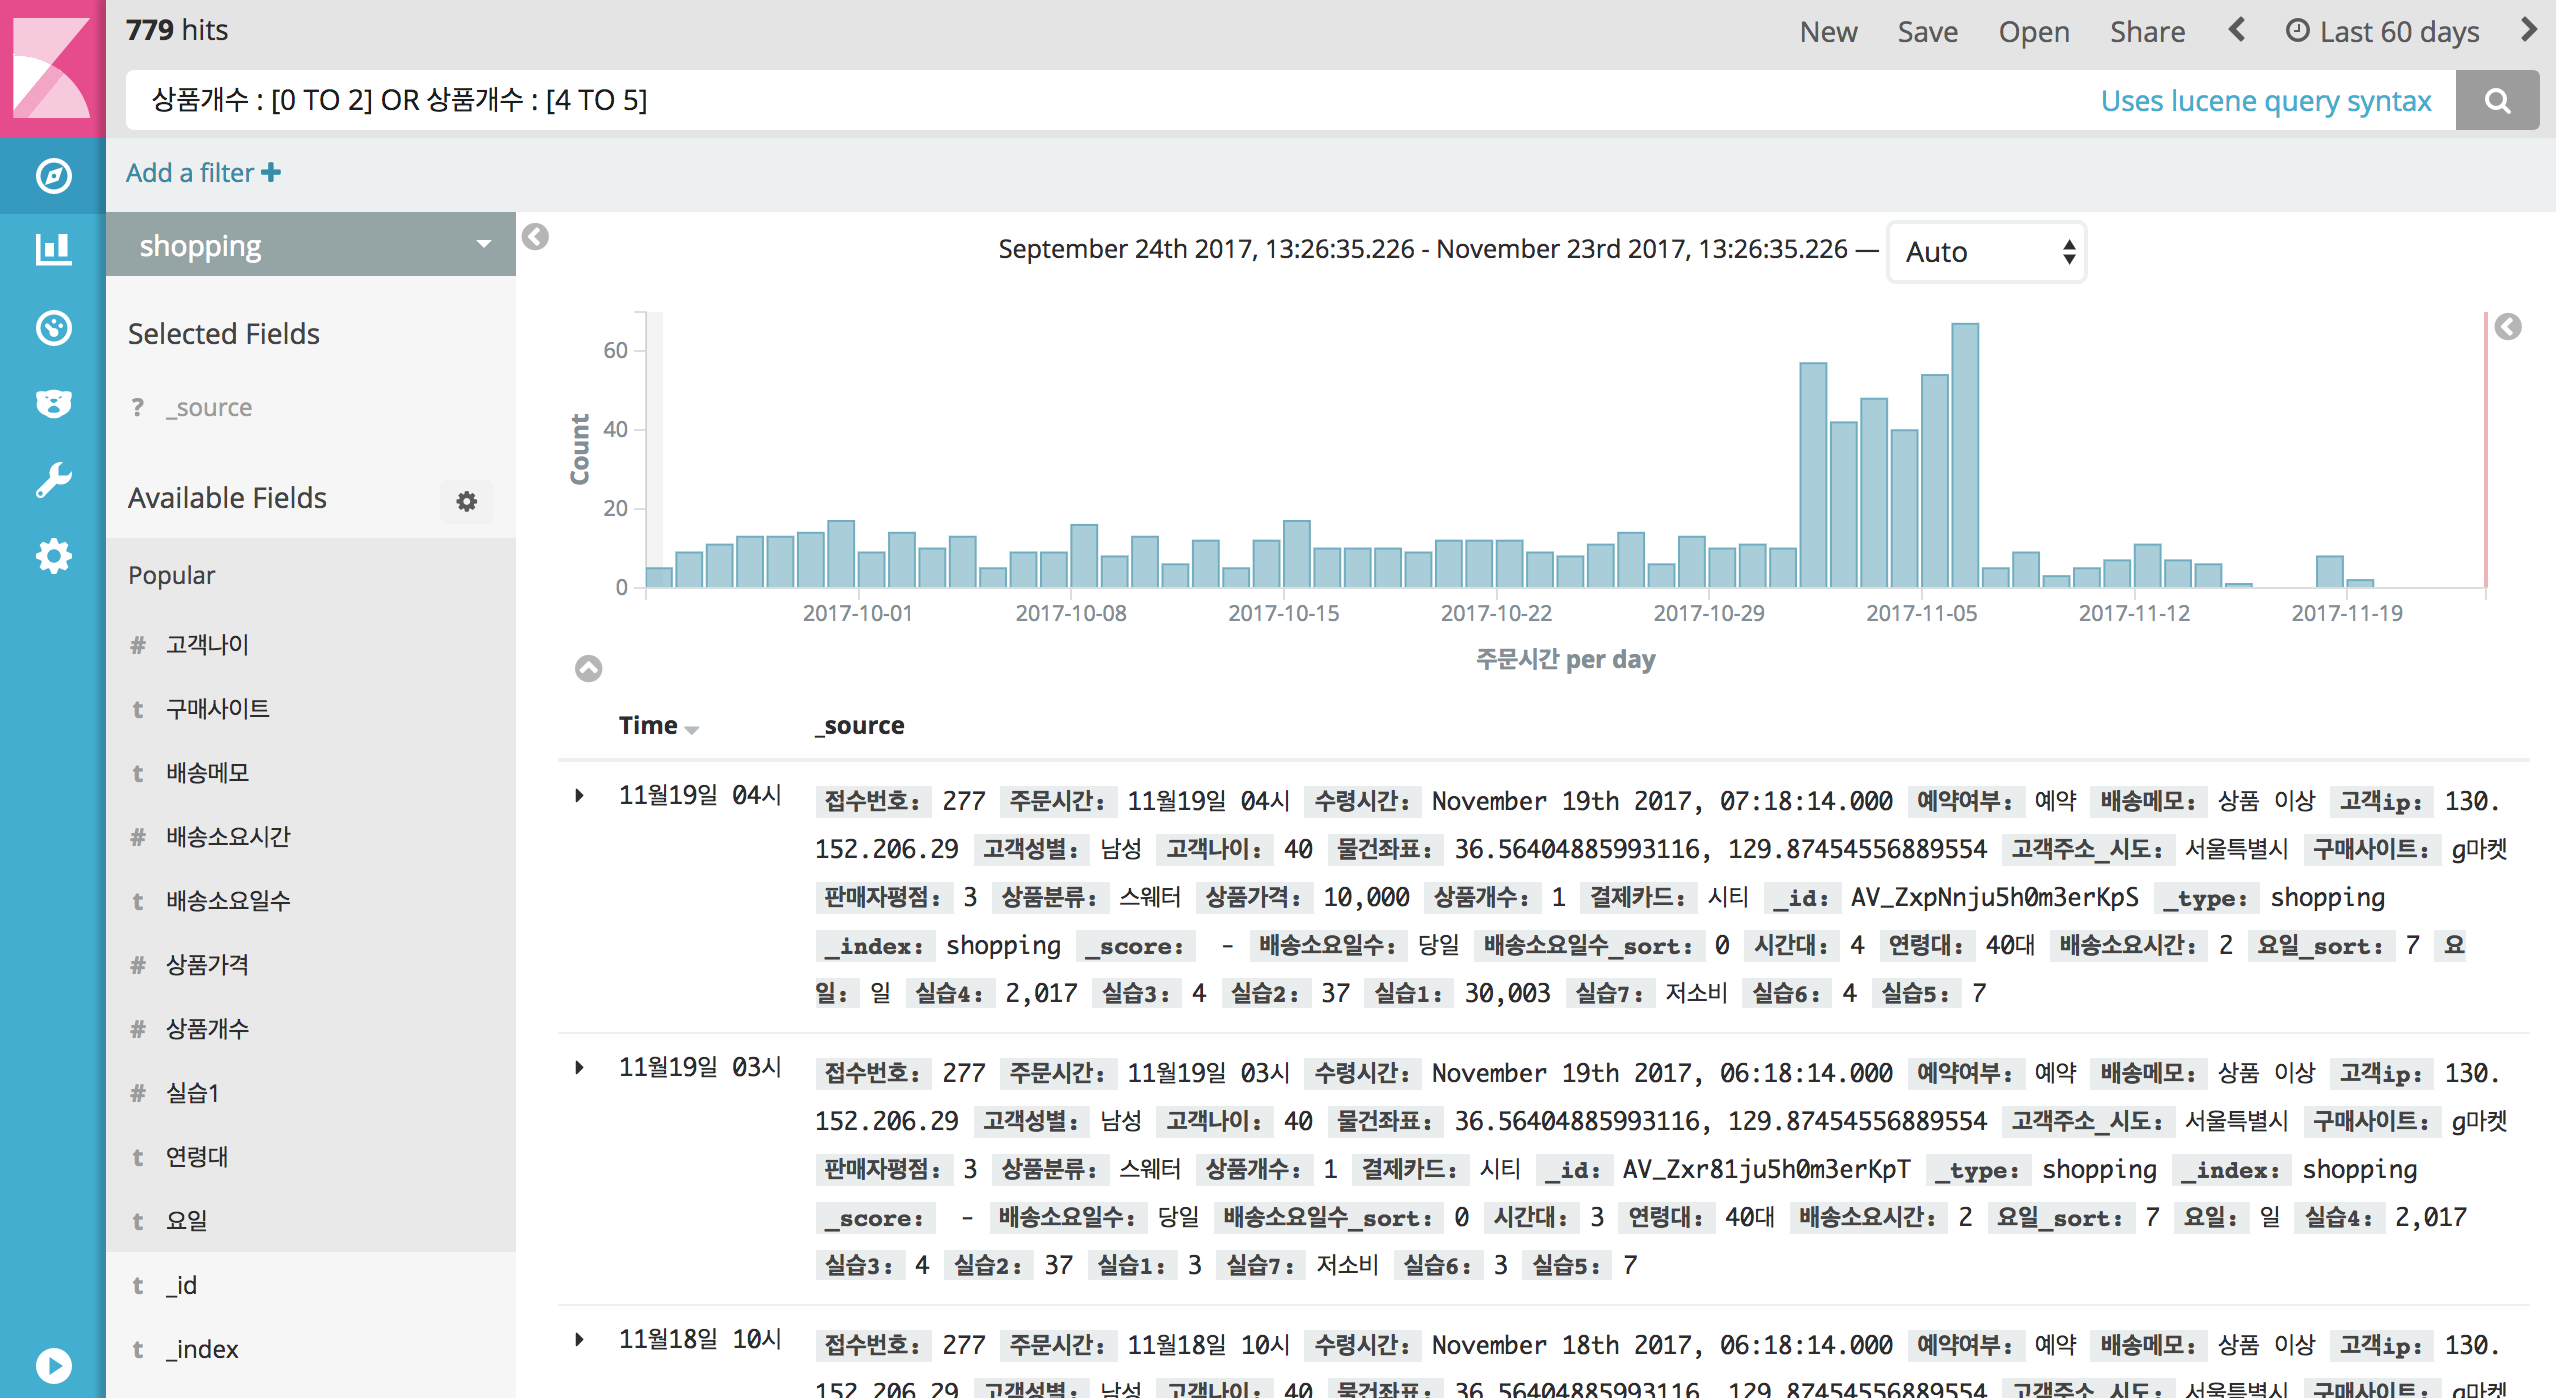 779 hits
New Save Open Share Last 60 days
상품개수 : [0 TO 2] OR 상품개수 : [4 TO 5]
Uses lucene query syntax
Add a filter
shopping
Selected Fields
? _source
Available Fields
Popular
# 고객나이
t 구매사이트
t 배송메모
# 배송소요시간
t 배송소요일수
# 상품가격
# 상품개수
# 실습1
t 연령대
t 요일
t _id
t _index
September 24th 2017, 13:26:35.226 - November 23rd 2017, 13:26:35.226 — Auto
Count
60
40
20
0
2017-10-01 2017-10-08 2017-10-15 2017-10-22 2017-10-29 2017-11-05 2017-11-12 2017-11-19
주문시간 per day
Time _source
11월19일 04시
접수번호: 277 주문시간: 11월19일 04시 수령시간: November 19th 2017, 07:18:14.000 예약여부: 예약 배송메모: 상품 이상 고객ip: 130.
152.206.29 고객성별: 남성 고객나이: 40 물건좌표: 36.56404885993116, 129.87454556889554 고객주소_시도: 서울특별시 구매사이트: g마켓
판매자평점: 3 상품분류: 스웨터 상품가격: 10,000 상품개수: 1 결제카드: 시티 _id: AV_ZxpNnju5h0m3erKpS _type: shopping
_index: shopping _score: - 배송소요일수: 당일 배송소요일수_sort: 0 시간대: 4 연령대: 40대 배송소요시간: 2 요일_sort: 7 요
일: 일 실습4: 2,017 실습3: 4 실습2: 37 실습1: 30,003 실습7: 저소비 실습6: 4 실습5: 7
11월19일 03시
접수번호: 277 주문시간: 11월19일 03시 수령시간: November 19th 2017, 06:18:14.000 예약여부: 예약 배송메모: 상품 이상 고객ip: 130.
152.206.29 고객성별: 남성 고객나이: 40 물건좌표: 36.56404885993116, 129.87454556889554 고객주소_시도: 서울특별시 구매사이트: g마켓
판매자평점: 3 상품분류: 스웨터 상품개수: 1 결제카드: 시티 _id: AV_Zxr81ju5h0m3erKpT _type: shopping _index: shopping
_score: - 배송소요일수: 당일 배송소요일수_sort: 0 시간대: 3 연령대: 40대 배송소요시간: 2 요일_sort: 7 요일: 일 실습4: 2,017
실습3: 4 실습2: 37 실습1: 3 실습7: 저소비 실습6: 3 실습5: 7
11월18일 10시
접수번호: 277 주문시간: 11월18일 10시 수령시간: November 18th 2017, 06:18:14.000 예약여부: 예약 배송메모: 상품 이상 고객ip: 130.
152.206.29 고객성별: 남성 고객나이: 40 물건좌표: 36.56404885993116, 129.87454556889554 고객주소_시도: 서울특별시 구매사이트: g마켓